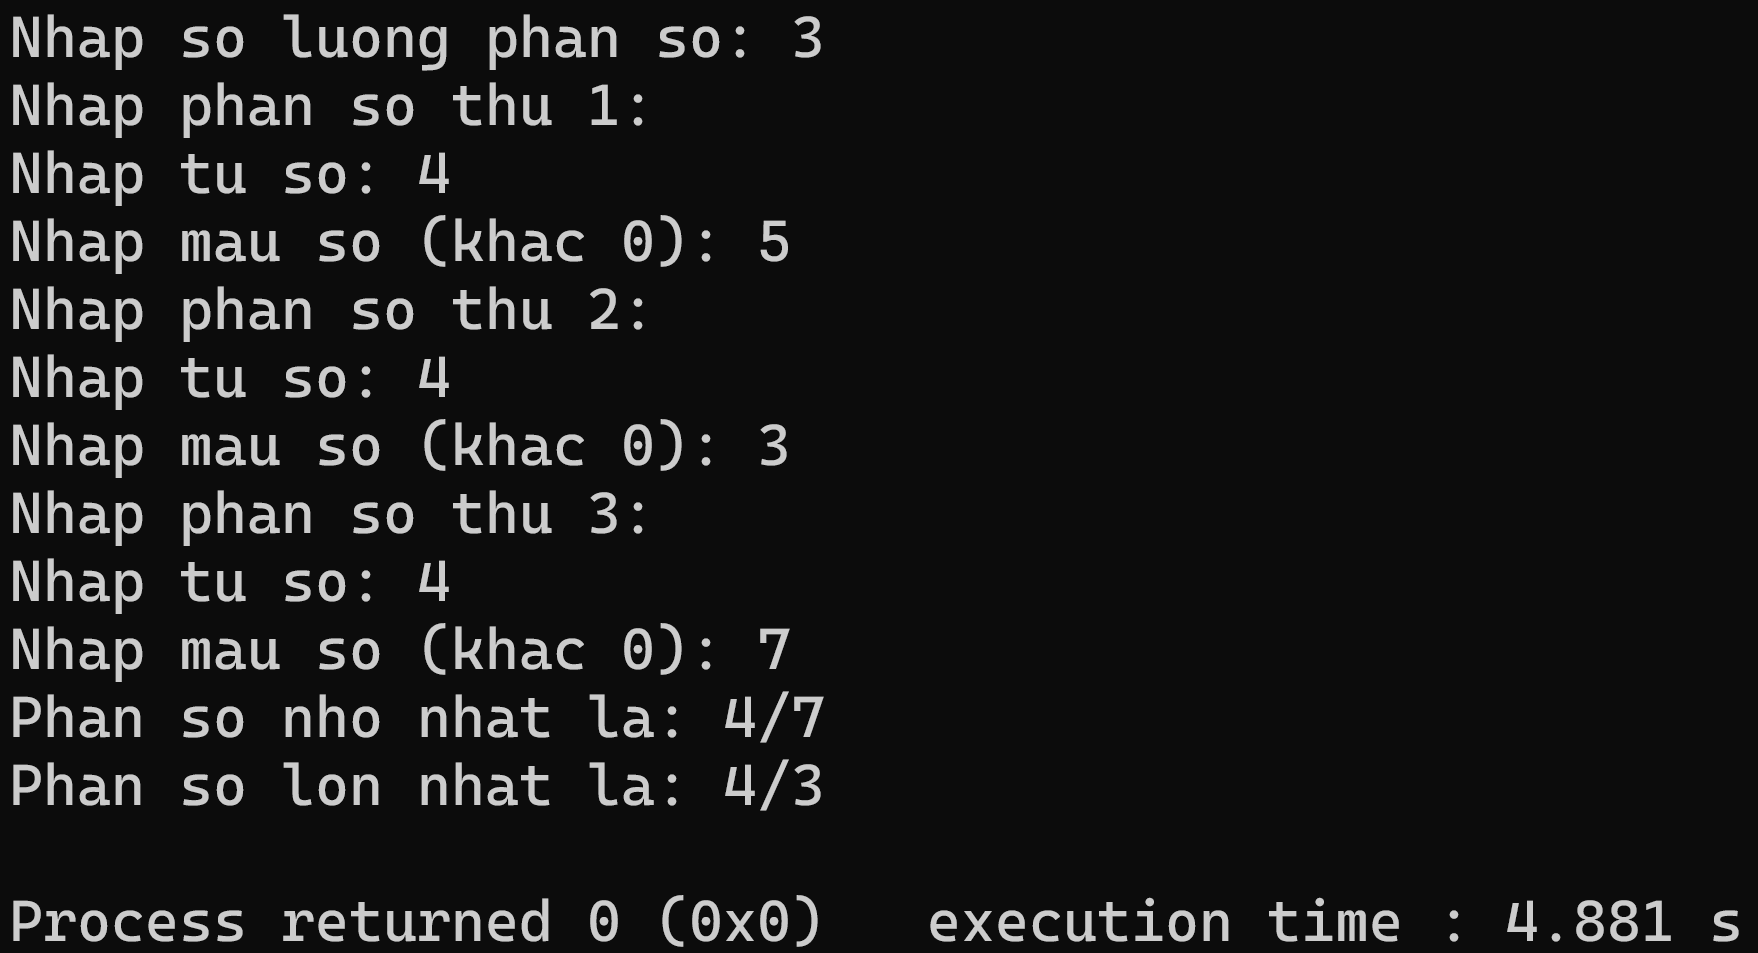 Nhap so luong phan so: 3
Nhap phan so thu 1:
Nhap tu so: 4
Nhap mau so (khac 0): 5
Nhap phan so thu 2:
Nhap tu so: 4
Nhap mau so (khac 0): 3
Nhap phan so thu 3:
Nhap tu so: 4
Nhap mau so (khac 0): 7
Phan so nho nhat la: 4/7
Phan so lon nhat la: 4/3
Process returned 0 (0x0)   execution time : 4.881 s